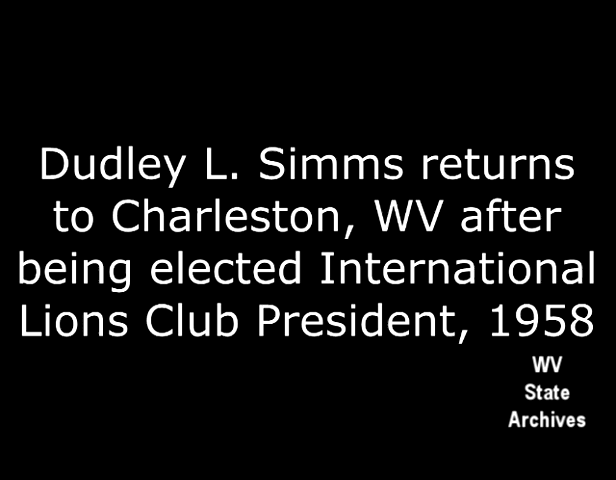 Dudley L. Simms returns
to Charleston, WV after
being elected International
Lions Club President, 1958
WV
State
Archives